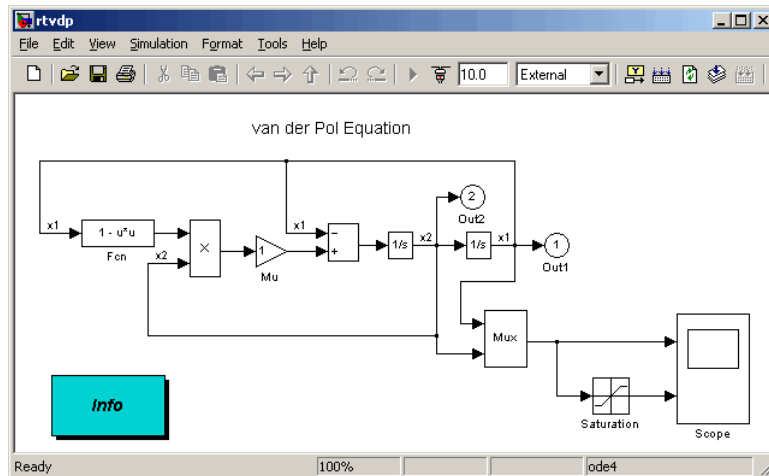 rtvdp
File Edit View Simulation Format Tools Help
10.0 External
van der Pol Equation
2
Out2
x1
1 - u*u
Fcn
x2
×
1
Mu
x1
−
+
1/s
x2
1/s
x1
1
Out1
Mux
Saturation
Scope
Info
Ready 100% ode4